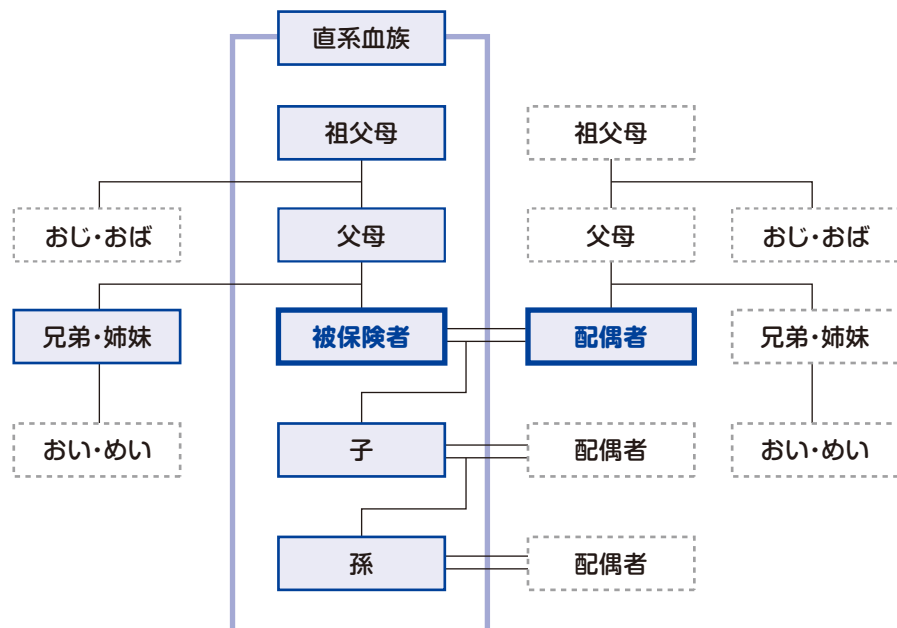 直系血族
祖父母
祖父母
おじ・おば
父母
父母
おじ・おば
兄弟・姉妹
被保険者
配偶者
兄弟・姉妹
おい・めい
子
配偶者
おい・めい
孫
配偶者